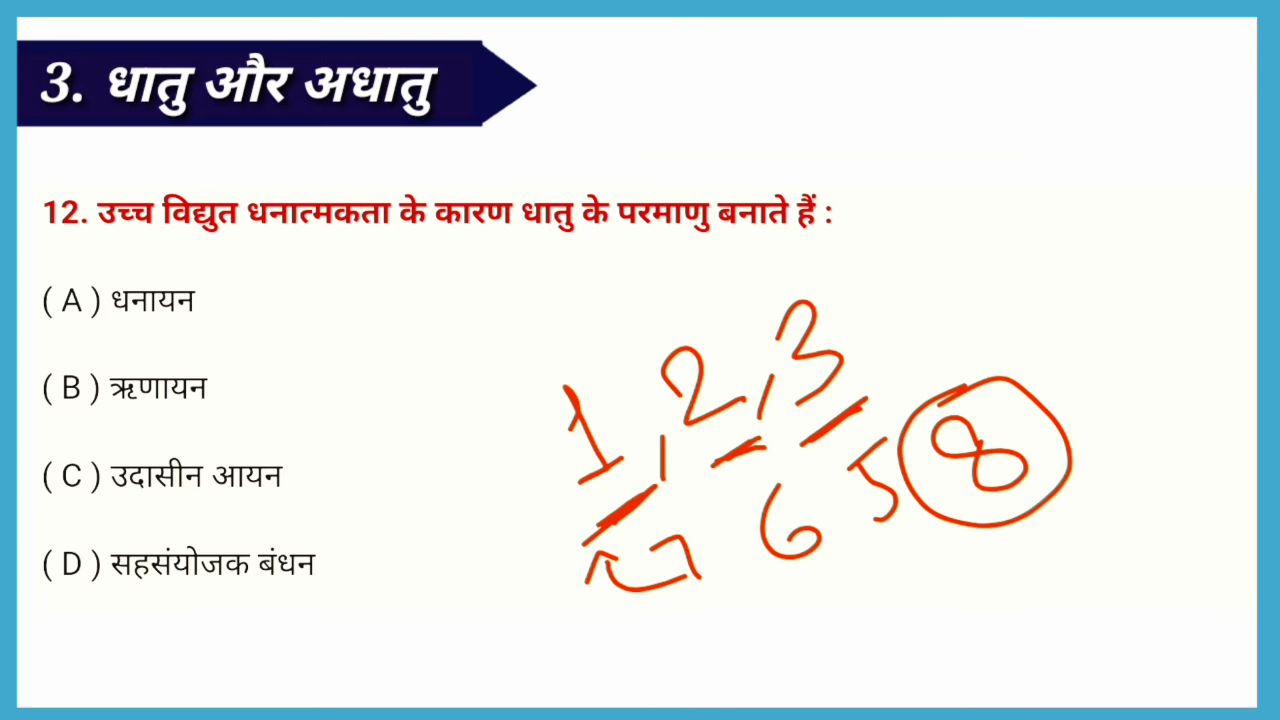 3. धातु और अधातु
12. उच्च विद्युत धनात्मकता के कारण धातु के परमाणु बनाते हैं :
( A ) धनायन
( B ) ऋणायन
( C ) उदासीन आयन
( D ) सहसंयोजक बंधन
1, 2, 3
7 6 5 8